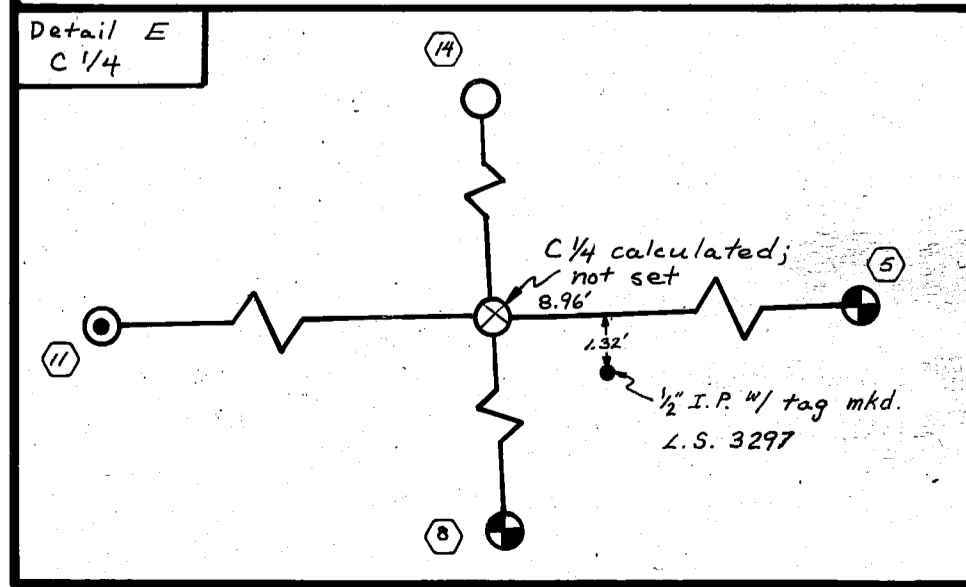 Detail E
C 1/4
14
C 1/4 calculated;
not set
5
8.96'
1.32'
11
1/2" I.P. w/ tag mkd.
L.S. 3297
8